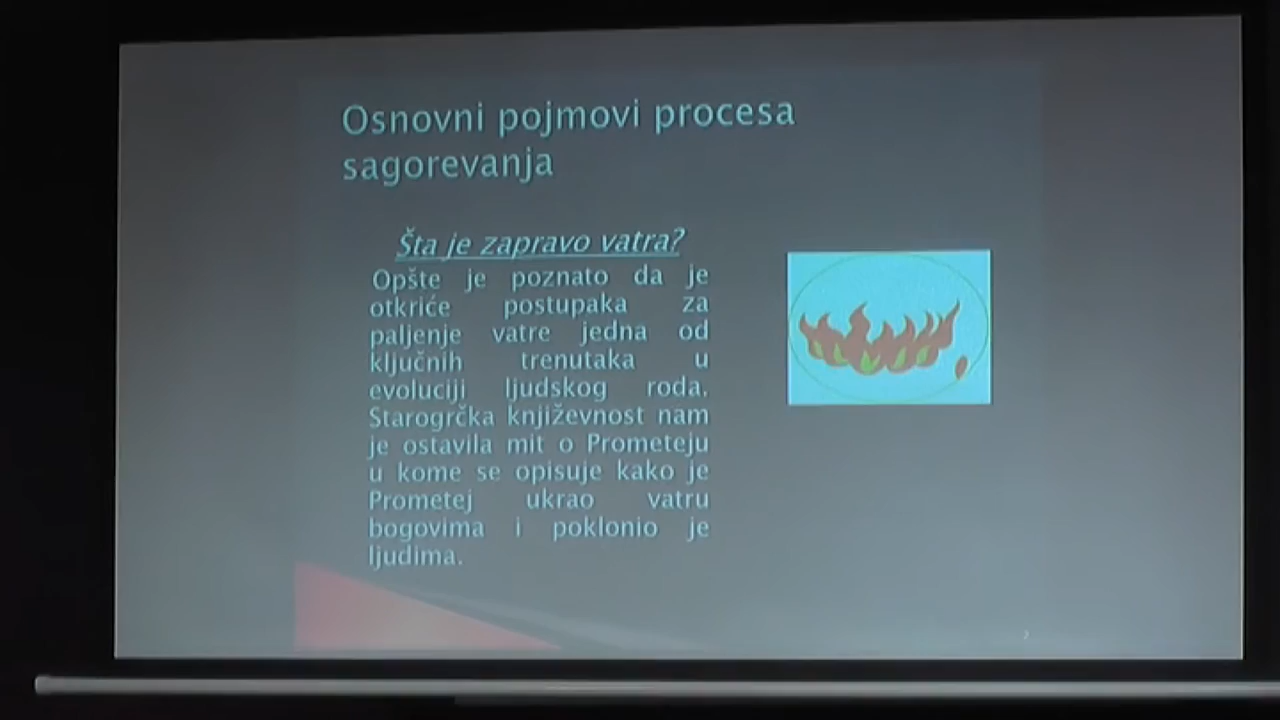 Osnovni pojmovi procesa
sagorevanja
Šta je zapravo vatra?
Opšte je poznato da je
otkriće postupaka za
paljenje vatre jedna od
ključnih trenutaka u
evoluciji ljudskog roda.
Starogrčka književnost nam
je ostavila mit o Prometeju
u kome se opisuje kako je
Prometej ukrao vatru
bogovima i poklonio je
ljudima.